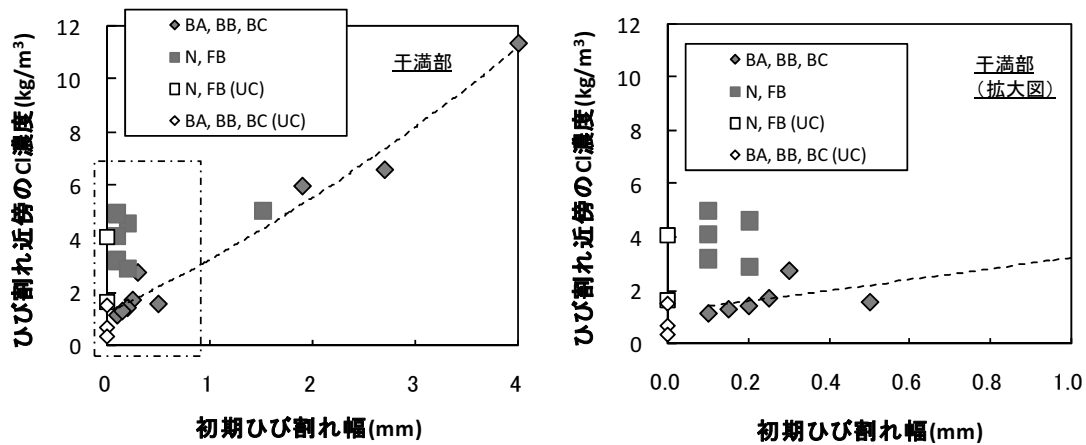 ひび割れ近傍のCl濃度(kg/m³)
12
10
8
6
4
2
0
BA, BB, BC
N, FB
N, FB (UC)
BA, BB, BC (UC)
干満部
0
1
2
3
4
初期ひび割れ幅(mm)
ひび割れ近傍のCl濃度(kg/m³)
12
10
8
6
4
2
0
BA, BB, BC
N, FB
N, FB (UC)
BA, BB, BC (UC)
干満部
（拡大図）
0.0
0.2
0.4
0.6
0.8
1.0
初期ひび割れ幅(mm)